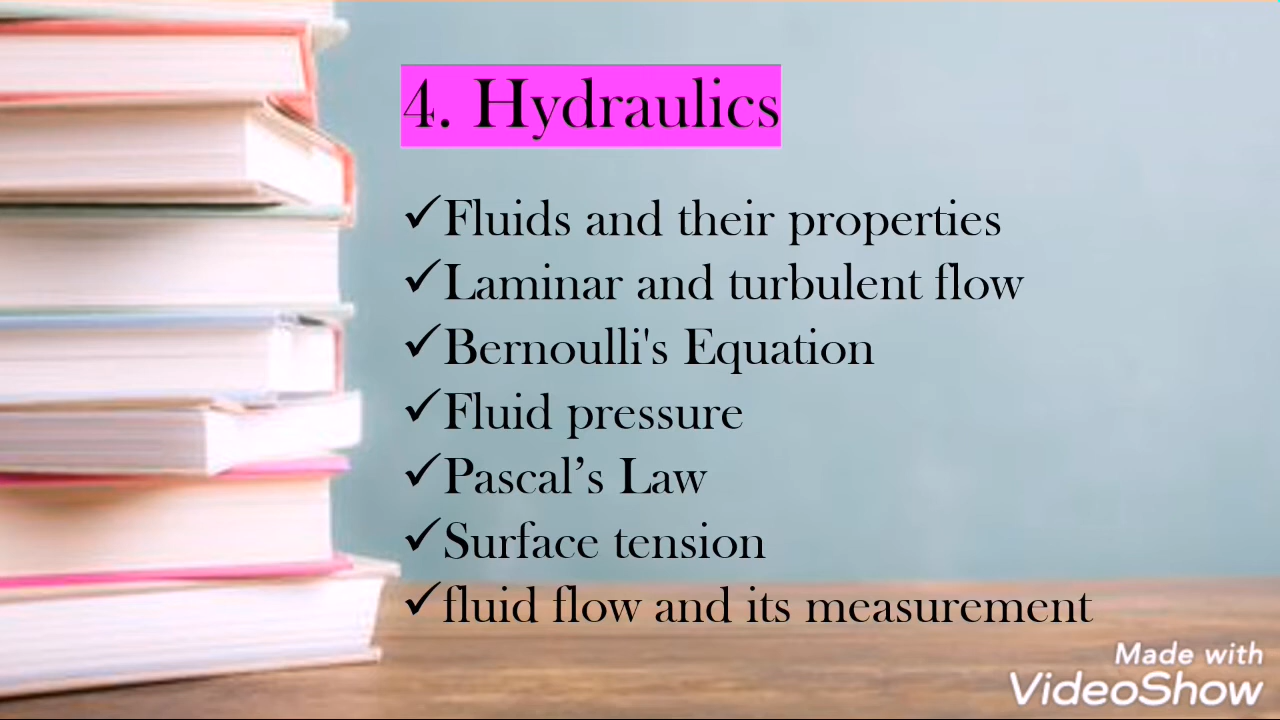 4. Hydraulics
✓Fluids and their properties
✓Laminar and turbulent flow
✓Bernoulli's Equation
✓Fluid pressure
✓Pascal’s Law
✓Surface tension
✓fluid flow and its measurement
Made with
VideoShow